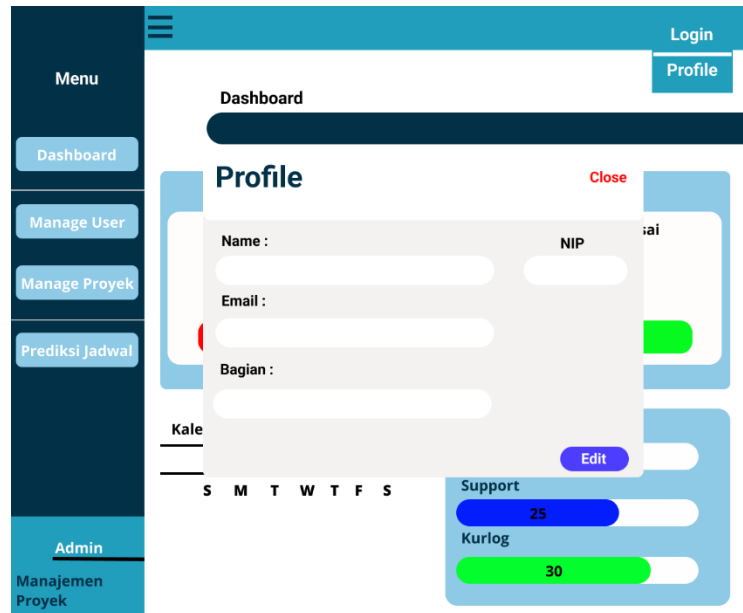 Login
Profile
Menu
Dashboard
Dashboard
Manage User
Manage Proyek
Prediksi Jadwal
Profile
Close
Name :
NIP
Email :
Bagian :
Edit
Kale
S M T W T F S
Support
25
Kurlog
30
Admin
Manajemen
Proyek